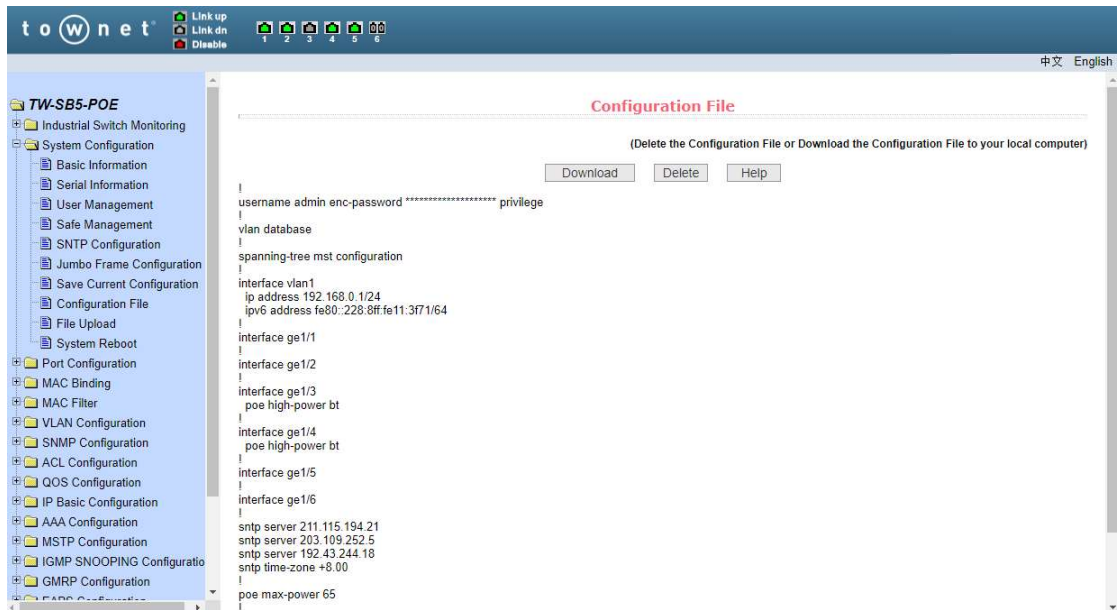 townet
Link up
Link dn
Disable
1 2 3 4 5 6
中文 English
TW-SB5-POE
Industrial Switch Monitoring
System Configuration
Basic Information
Serial Information
User Management
Safe Management
SNTP Configuration
Jumbo Frame Configuration
Save Current Configuration
Configuration File
File Upload
System Reboot
Port Configuration
MAC Binding
MAC Filter
VLAN Configuration
SNMP Configuration
ACL Configuration
QOS Configuration
IP Basic Configuration
AAA Configuration
MSTP Configuration
IGMP SNOOPING Configuratio
GMRP Configuration
Configuration File
(Delete the Configuration File or Download the Configuration File to your local computer)
Download Delete Help
!
username admin enc-password ******************** privilege
!
vlan database
!
spanning-tree mst configuration
!
interface vlan1
ip address 192.168.0.1/24
ipv6 address fe80::228:8ff:fe11:3f71/64
!
interface ge1/1
!
interface ge1/2
!
interface ge1/3
poe high-power bt
!
interface ge1/4
poe high-power bt
!
interface ge1/5
!
interface ge1/6
!
sntp server 211.115.194.21
sntp server 203.109.252.5
sntp server 192.43.244.18
sntp time-zone +8.00
!
poe max-power 65
!